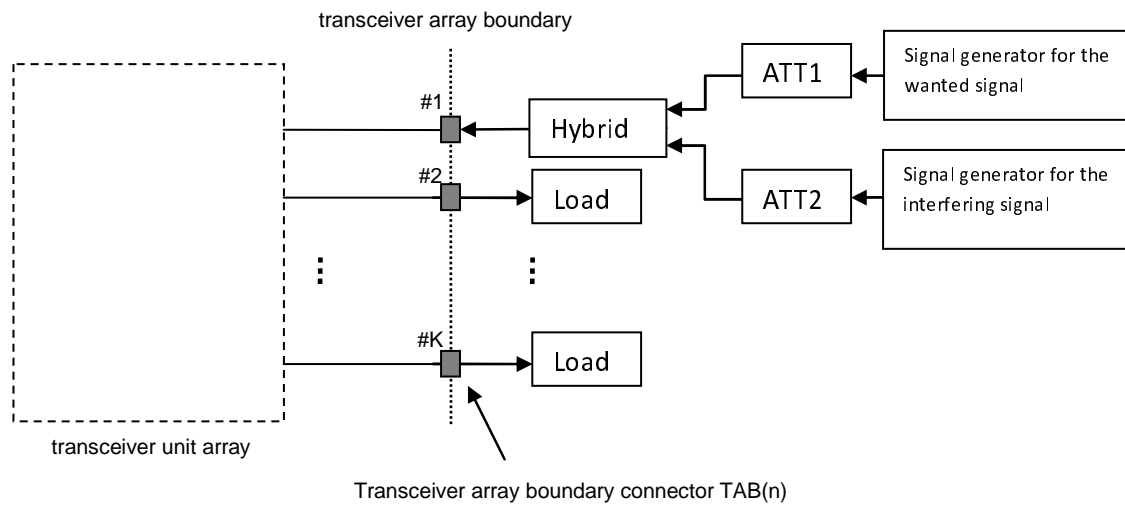 transceiver array boundary
Signal generator for the
wanted signal
ATT1
#1
Hybrid
#2
Load
ATT2
Signal generator for the
interfering signal
#K
Load
transceiver unit array
Transceiver array boundary connector TAB(n)